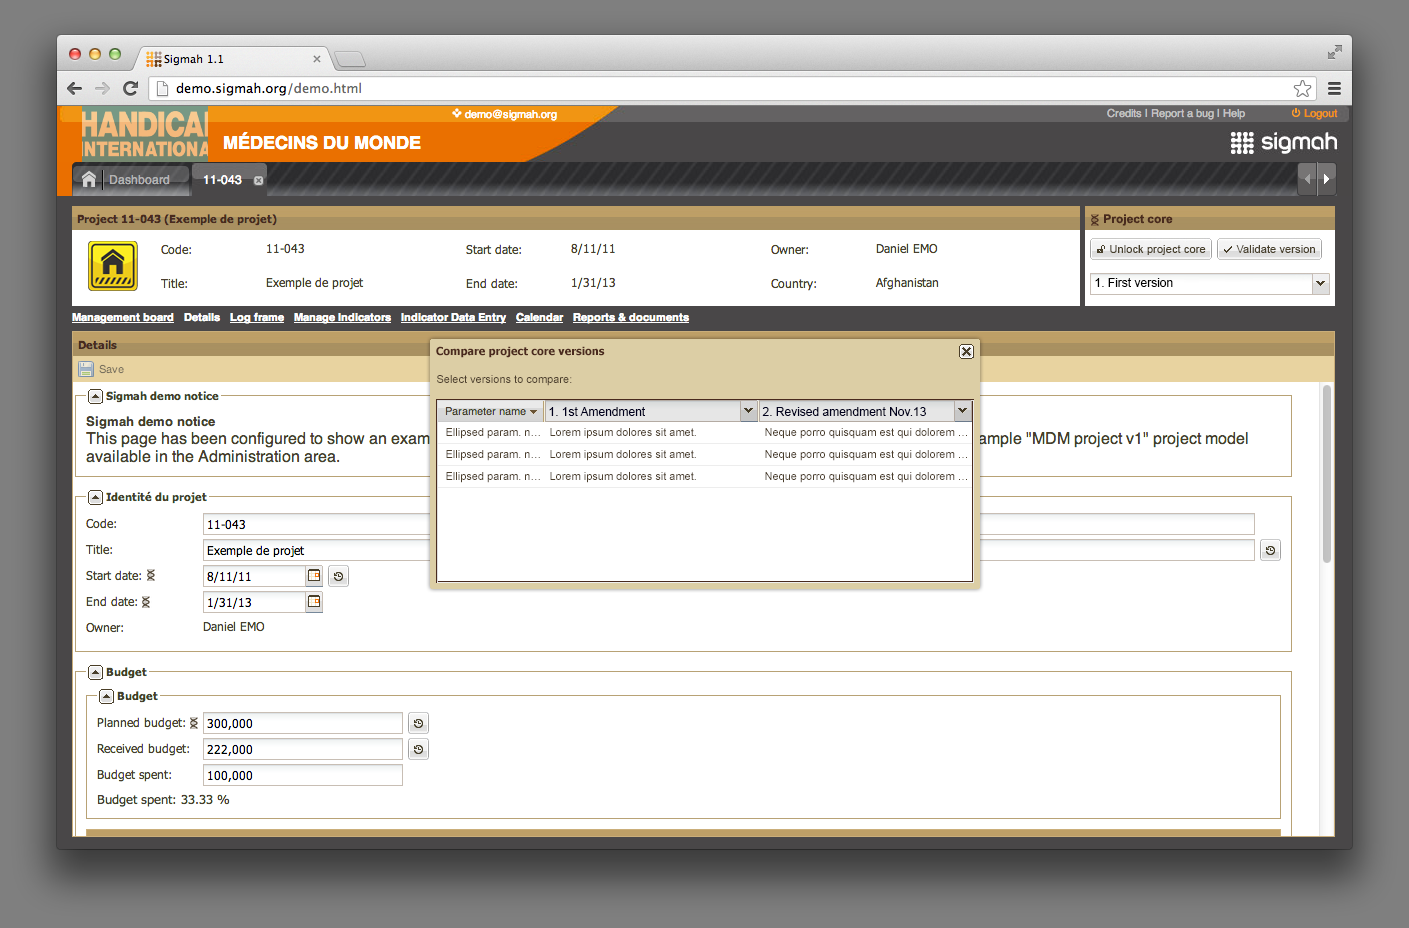 Sigmah 1.1
demo.sigmah.org/demo.html
HANDICA
INTERNATIONA
MÉDECINS DU MONDE
demo@sigmah.org
Credits | Report a bug | Help
Logout
sigmah
Dashboard
11-043
Project 11-043 (Exemple de projet)
Code: 11-043 Start date: 8/11/11 Owner: Daniel EMO
Title: Exemple de projet End date: 1/31/13 Country: Afghanistan
Project core
Unlock project core Validate version
1. First version
Management board Details Log frame Manage Indicators Indicator Data Entry Calendar Reports & documents
Details
Save
Sigmah demo notice
Sigmah demo notice
This page has been configured to show an exam
ample "MDM project v1" project model
available in the Administration area.
Compare project core versions
Select versions to compare:
Parameter name 1. 1st Amendment 2. Revised amendment Nov.13
Ellipsed param. n... Lorem ipsum dolores sit amet. Neque porro quisquam est qui dolorem ...
Ellipsed param. n... Lorem ipsum dolores sit amet. Neque porro quisquam est qui dolorem ...
Ellipsed param. n... Lorem ipsum dolores sit amet. Neque porro quisquam est qui dolorem ...
Identité du projet
Code: 11-043
Title: Exemple de projet
Start date: 8/11/11
End date: 1/31/13
Owner: Daniel EMO
Budget
Budget
Planned budget: 300,000
Received budget: 222,000
Budget spent: 100,000
Budget spent: 33.33 %